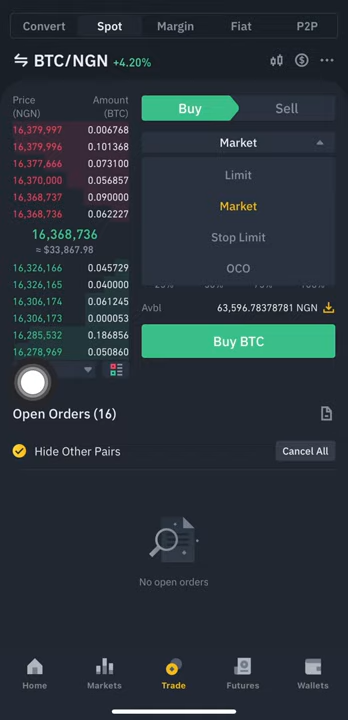 Convert Spot Margin Fiat P2P
BTC/NGN +4.20%
Price (NGN) Amount (BTC)
16,379,997 0.006768
16,379,996 0.101368
16,377,666 0.073100
16,370,000 0.056857
16,368,737 0.090000
16,368,736 0.062227
16,368,736
≈ $33,867.98
16,326,166 0.045729
16,326,165 0.040000
16,306,174 0.061245
16,306,173 0.000053
16,285,532 0.186856
16,278,969 0.050860
Buy Sell
Market
Limit
Market
Stop Limit
OCO
Avbl 63,596.78378781 NGN
Buy BTC
Open Orders (16)
Hide Other Pairs Cancel All
No open orders
Home Markets Trade Futures Wallets